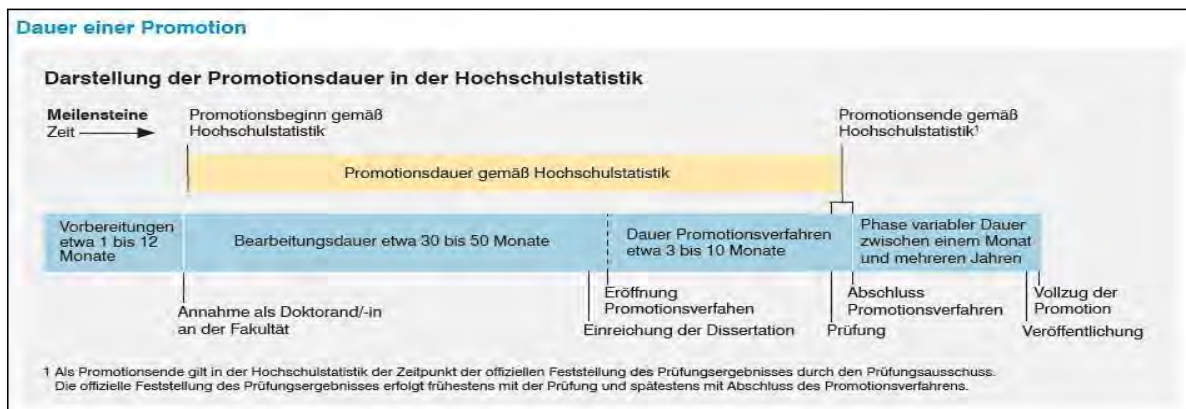 Dauer einer Promotion
Darstellung der Promotionsdauer in der Hochschulstatistik
Meilensteine
Zeit
Promotionsbeginn gemäß
Hochschulstatistik
Promotionsende gemäß
Hochschulstatistik¹
Promotionsdauer gemäß Hochschulstatistik
Vorbereitungen
etwa 1 bis 12
Monate
Bearbeitungsdauer etwa 30 bis 50 Monate
Dauer Promotionsverfahren
etwa 3 bis 10 Monate
Phase variabler Dauer
zwischen einem Monat
und mehreren Jahren
Annahme als Doktorand/-in
an der Fakultät
Eröffnung
Promotionsverfahen
Einreichung der Dissertation
Abschluss
Promotionsverfahren
Prüfung
Vollzug der
Promotion
Veröffentlichung
1 Als Promotionsende gilt in der Hochschulstatistik der Zeitpunkt der offiziellen Feststellung des Prüfungsergebnisses durch den Prüfungsausschuss.
Die offizielle Feststellung des Prüfungsergebnisses erfolgt frühestens mit der Prüfung und spätestens mit Abschluss des Promotionsverfahrens.